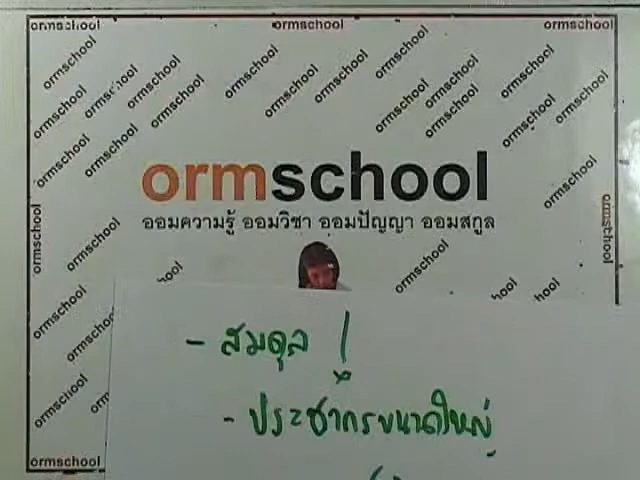 ormschool ormschool ormschool
ormschool
ออมความรู้ ออมวิชา ออมปัญญา ออมสกูล
- สมดุล !
- ประชากรขนาดใหญ่
ormschool